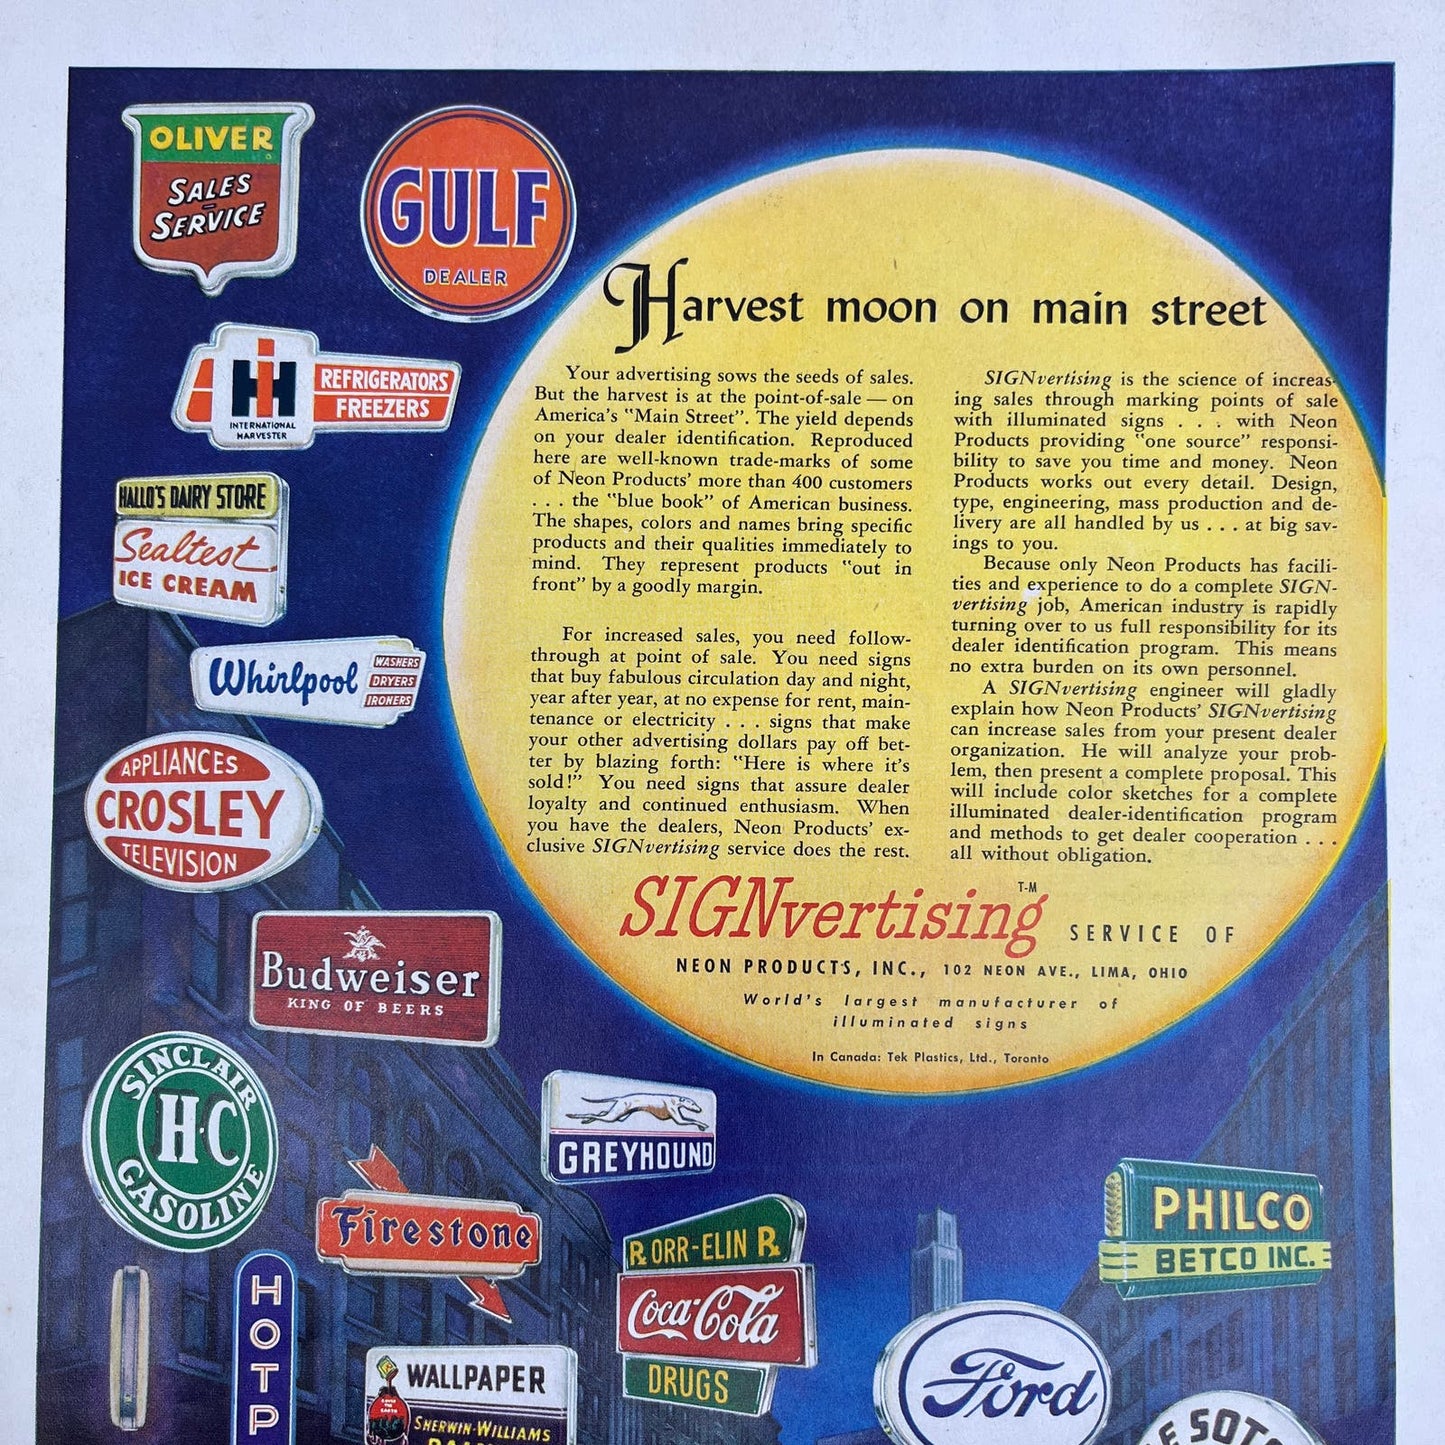 OLIVER
SALES
SERVICE
GULF
DEALER
IH
REFRIGERATORS
FREEZERS
INTERNATIONAL
HARVESTER
HALLO'S DAIRY STORE
Sealtest
ICE CREAM
Whirlpool
WASHERS
DRYERS
IRONERS
APPLIANCES
CROSLEY
TELEVISION
Budweiser
KING OF BEERS
SINCLAIR
H·C
GASOLINE
Harvest moon on main street
Your advertising sows the seeds of sales.
But the harvest is at the point-of-sale — on
America's "Main Street". The yield depends
on your dealer identification. Reproduced
here are well-known trade-marks of some
of Neon Products' more than 400 customers
. . . the "blue book" of American business.
The shapes, colors and names bring specific
products and their qualities immediately to
mind. They represent products "out in
front" by a goodly margin.
For increased sales, you need follow-
through at point of sale. You need signs
that buy fabulous circulation day and night,
year after year, at no expense for rent, main-
tenance or electricity . . . signs that make
your other advertising dollars pay off bet-
ter by blazing forth: "Here is where it's
sold!" You need signs that assure dealer
loyalty and continued enthusiasm. When
you have the dealers, Neon Products' ex-
clusive SIGNvertising service does the rest.
SIGNvertising is the science of increas-
ing sales through marking points of sale
with illuminated signs . . . with Neon
Products providing "one source" responsi-
bility to save you time and money. Neon
Products works out every detail. Design,
type, engineering, mass production and de-
livery are all handled by us . . . at big sav-
ings to you.
Because only Neon Products has facili-
ties and experience to do a complete SIGN-
vertising job, American industry is rapidly
turning over to us full responsibility for its
dealer identification program. This means
no extra burden on its own personnel.
A SIGNvertising engineer will gladly
explain how Neon Products' SIGNvertising
can increase sales from your present dealer
organization. He will analyze your prob-
lem, then present a complete proposal. This
will include color sketches for a complete
illuminated dealer-identification program
and methods to get dealer cooperation . . .
all without obligation.
SIGNvertising T-M SERVICE OF
NEON PRODUCTS, INC., 102 NEON AVE., LIMA, OHIO
World's largest manufacturer of
illuminated signs
In Canada: Tek Plastics, Ltd., Toronto
GREYHOUND
Firestone
℞ ORR-ELIN ℞
Coca-Cola
DRUGS
PHILCO
BETCO INC.
Ford
HOTP
WALLPAPER
COVER THE EARTH
SHERWIN-WILLIAMS
E SOTO